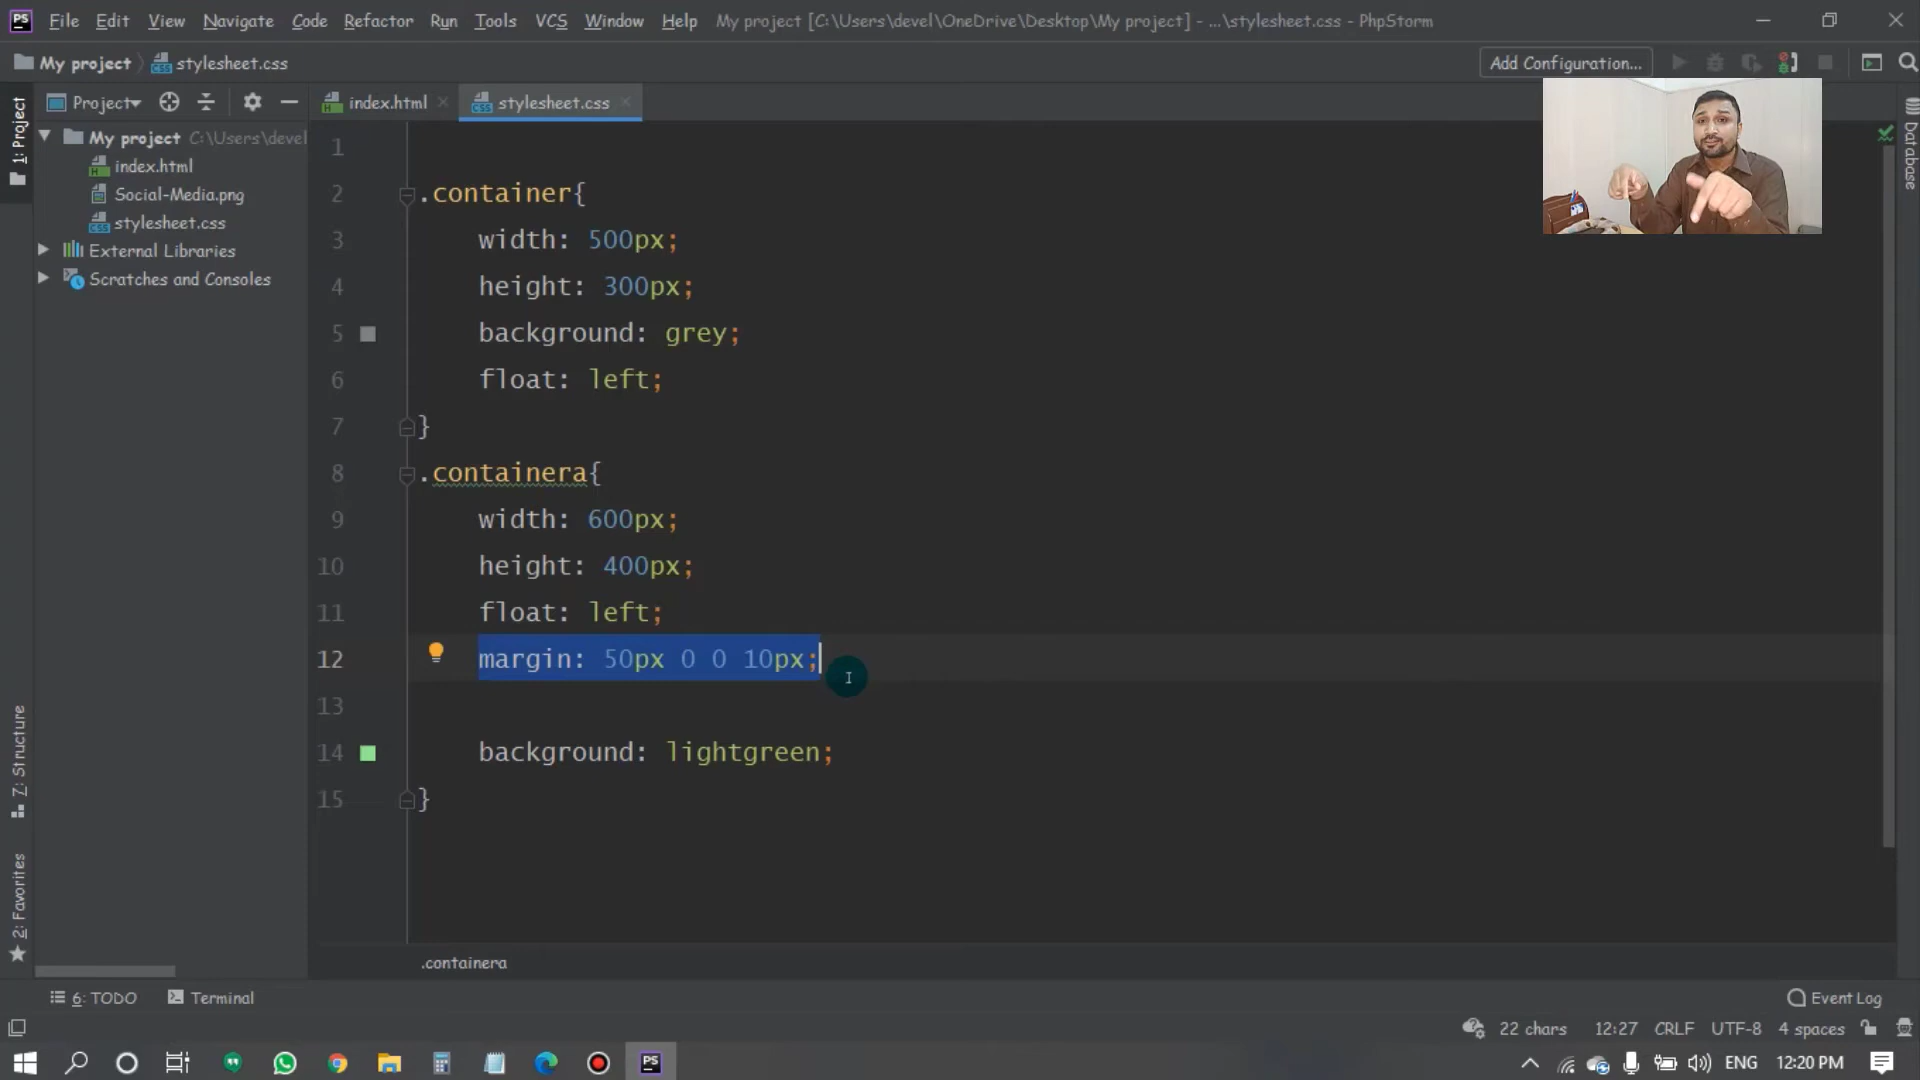 PS File Edit View Navigate Code Refactor Run Tools VCS Window Help My project [C:\Users\devel\OneDrive\Desktop\My project] - ...\stylesheet.css - PhpStorm
My project stylesheet.css Add Configuration...
1: Project
Project
index.html
stylesheet.css
My project C:\Users\devel
index.html
Social-Media.png
stylesheet.css
External Libraries
Scratches and Consoles
1
2 .container{
3 width: 500px;
4 height: 300px;
5 background: grey;
6 float: left;
7 }
8 .containera{
9 width: 600px;
10 height: 400px;
11 float: left;
12 margin: 50px 0 0 10px;
13
14 background: lightgreen;
15 }
Database
7: Structure
2: Favorites
.containera
6: TODO Terminal Event Log
22 chars 12:27 CRLF UTF-8 4 spaces
PS ENG 12:20 PM